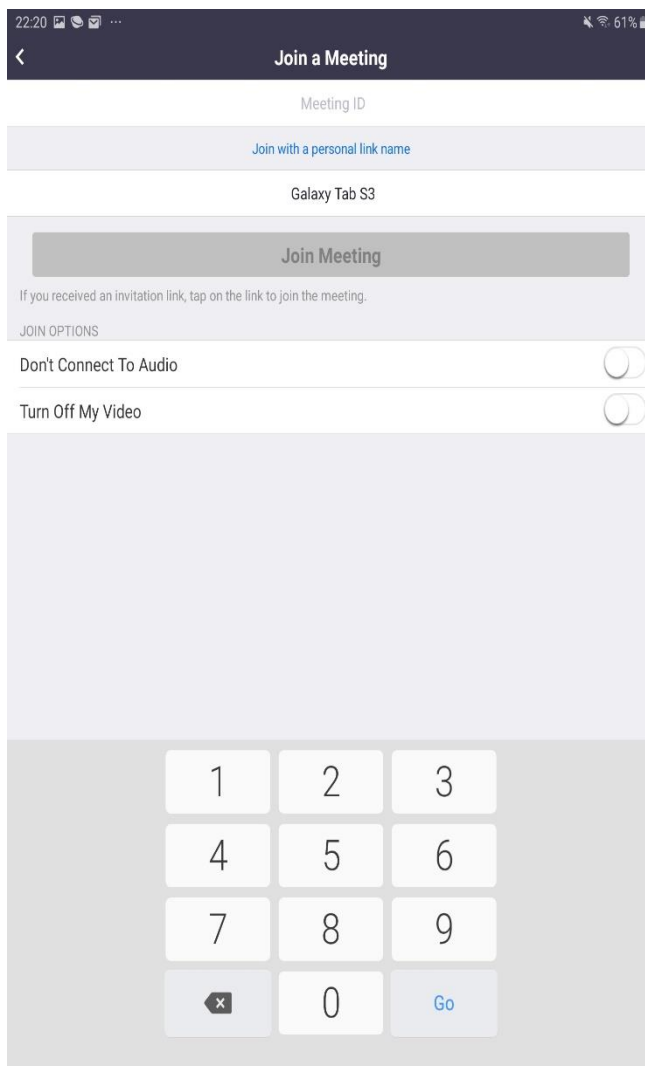 22:20 ... 61%
Join a Meeting
Meeting ID
Join with a personal link name
Galaxy Tab S3
Join Meeting
If you received an invitation link, tap on the link to join the meeting.
JOIN OPTIONS
Don't Connect To Audio
Turn Off My Video
1 2 3
4 5 6
7 8 9
0 Go